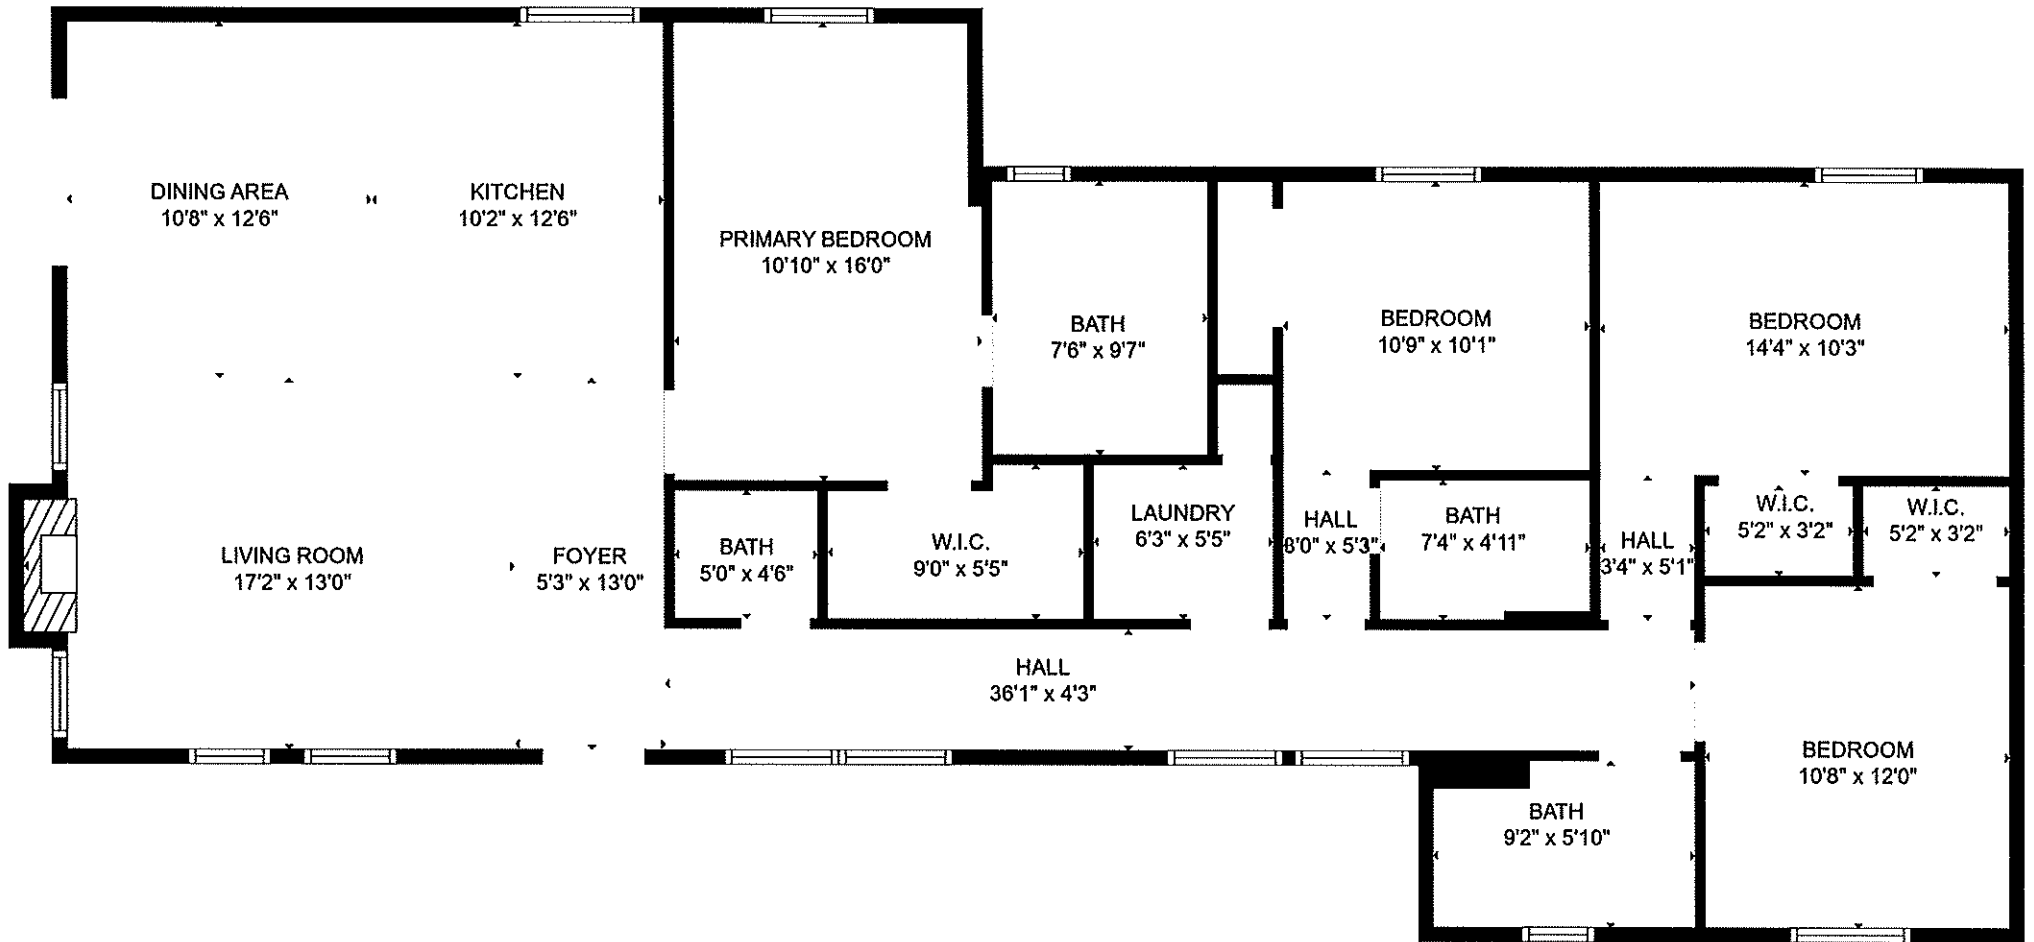 DINING AREA
10'8" x 12'6"
KITCHEN
10'2" x 12'6"
PRIMARY BEDROOM
10'10" x 16'0"
BATH
7'6" x 9'7"
BEDROOM
10'9" x 10'1"
BEDROOM
14'4" x 10'3"
LIVING ROOM
17'2" x 13'0"
FOYER
5'3" x 13'0"
BATH
5'0" x 4'6"
W.I.C.
9'0" x 5'5"
LAUNDRY
6'3" x 5'5"
HALL
8'0" x 5'3"
BATH
7'4" x 4'11"
HALL
3'4" x 5'1"
W.I.C.
5'2" x 3'2"
W.I.C.
5'2" x 3'2"
HALL
36'1" x 4'3"
BEDROOM
10'8" x 12'0"
BATH
9'2" x 5'10"